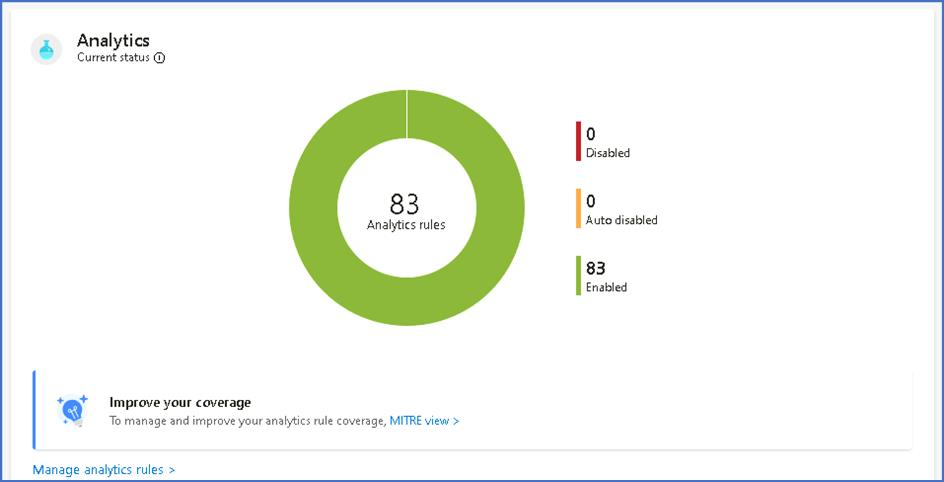 Analytics
Current status
83
Analytics rules
0
Disabled
0
Auto disabled
83
Enabled
Improve your coverage
To manage and improve your analytics rule coverage, MITRE view >
Manage analytics rules >